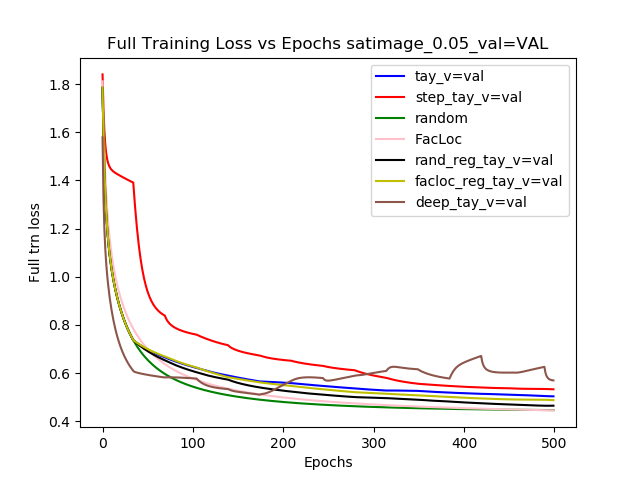 Full Training Loss vs Epochs satimage_0.05_val=VAL
Full trn loss
1.8
1.6
1.4
1.2
1.0
0.8
0.6
0.4
tay_v=val
step_tay_v=val
random
FacLoc
rand_reg_tay_v=val
facloc_reg_tay_v=val
deep_tay_v=val
0 100 200 300 400 500
Epochs